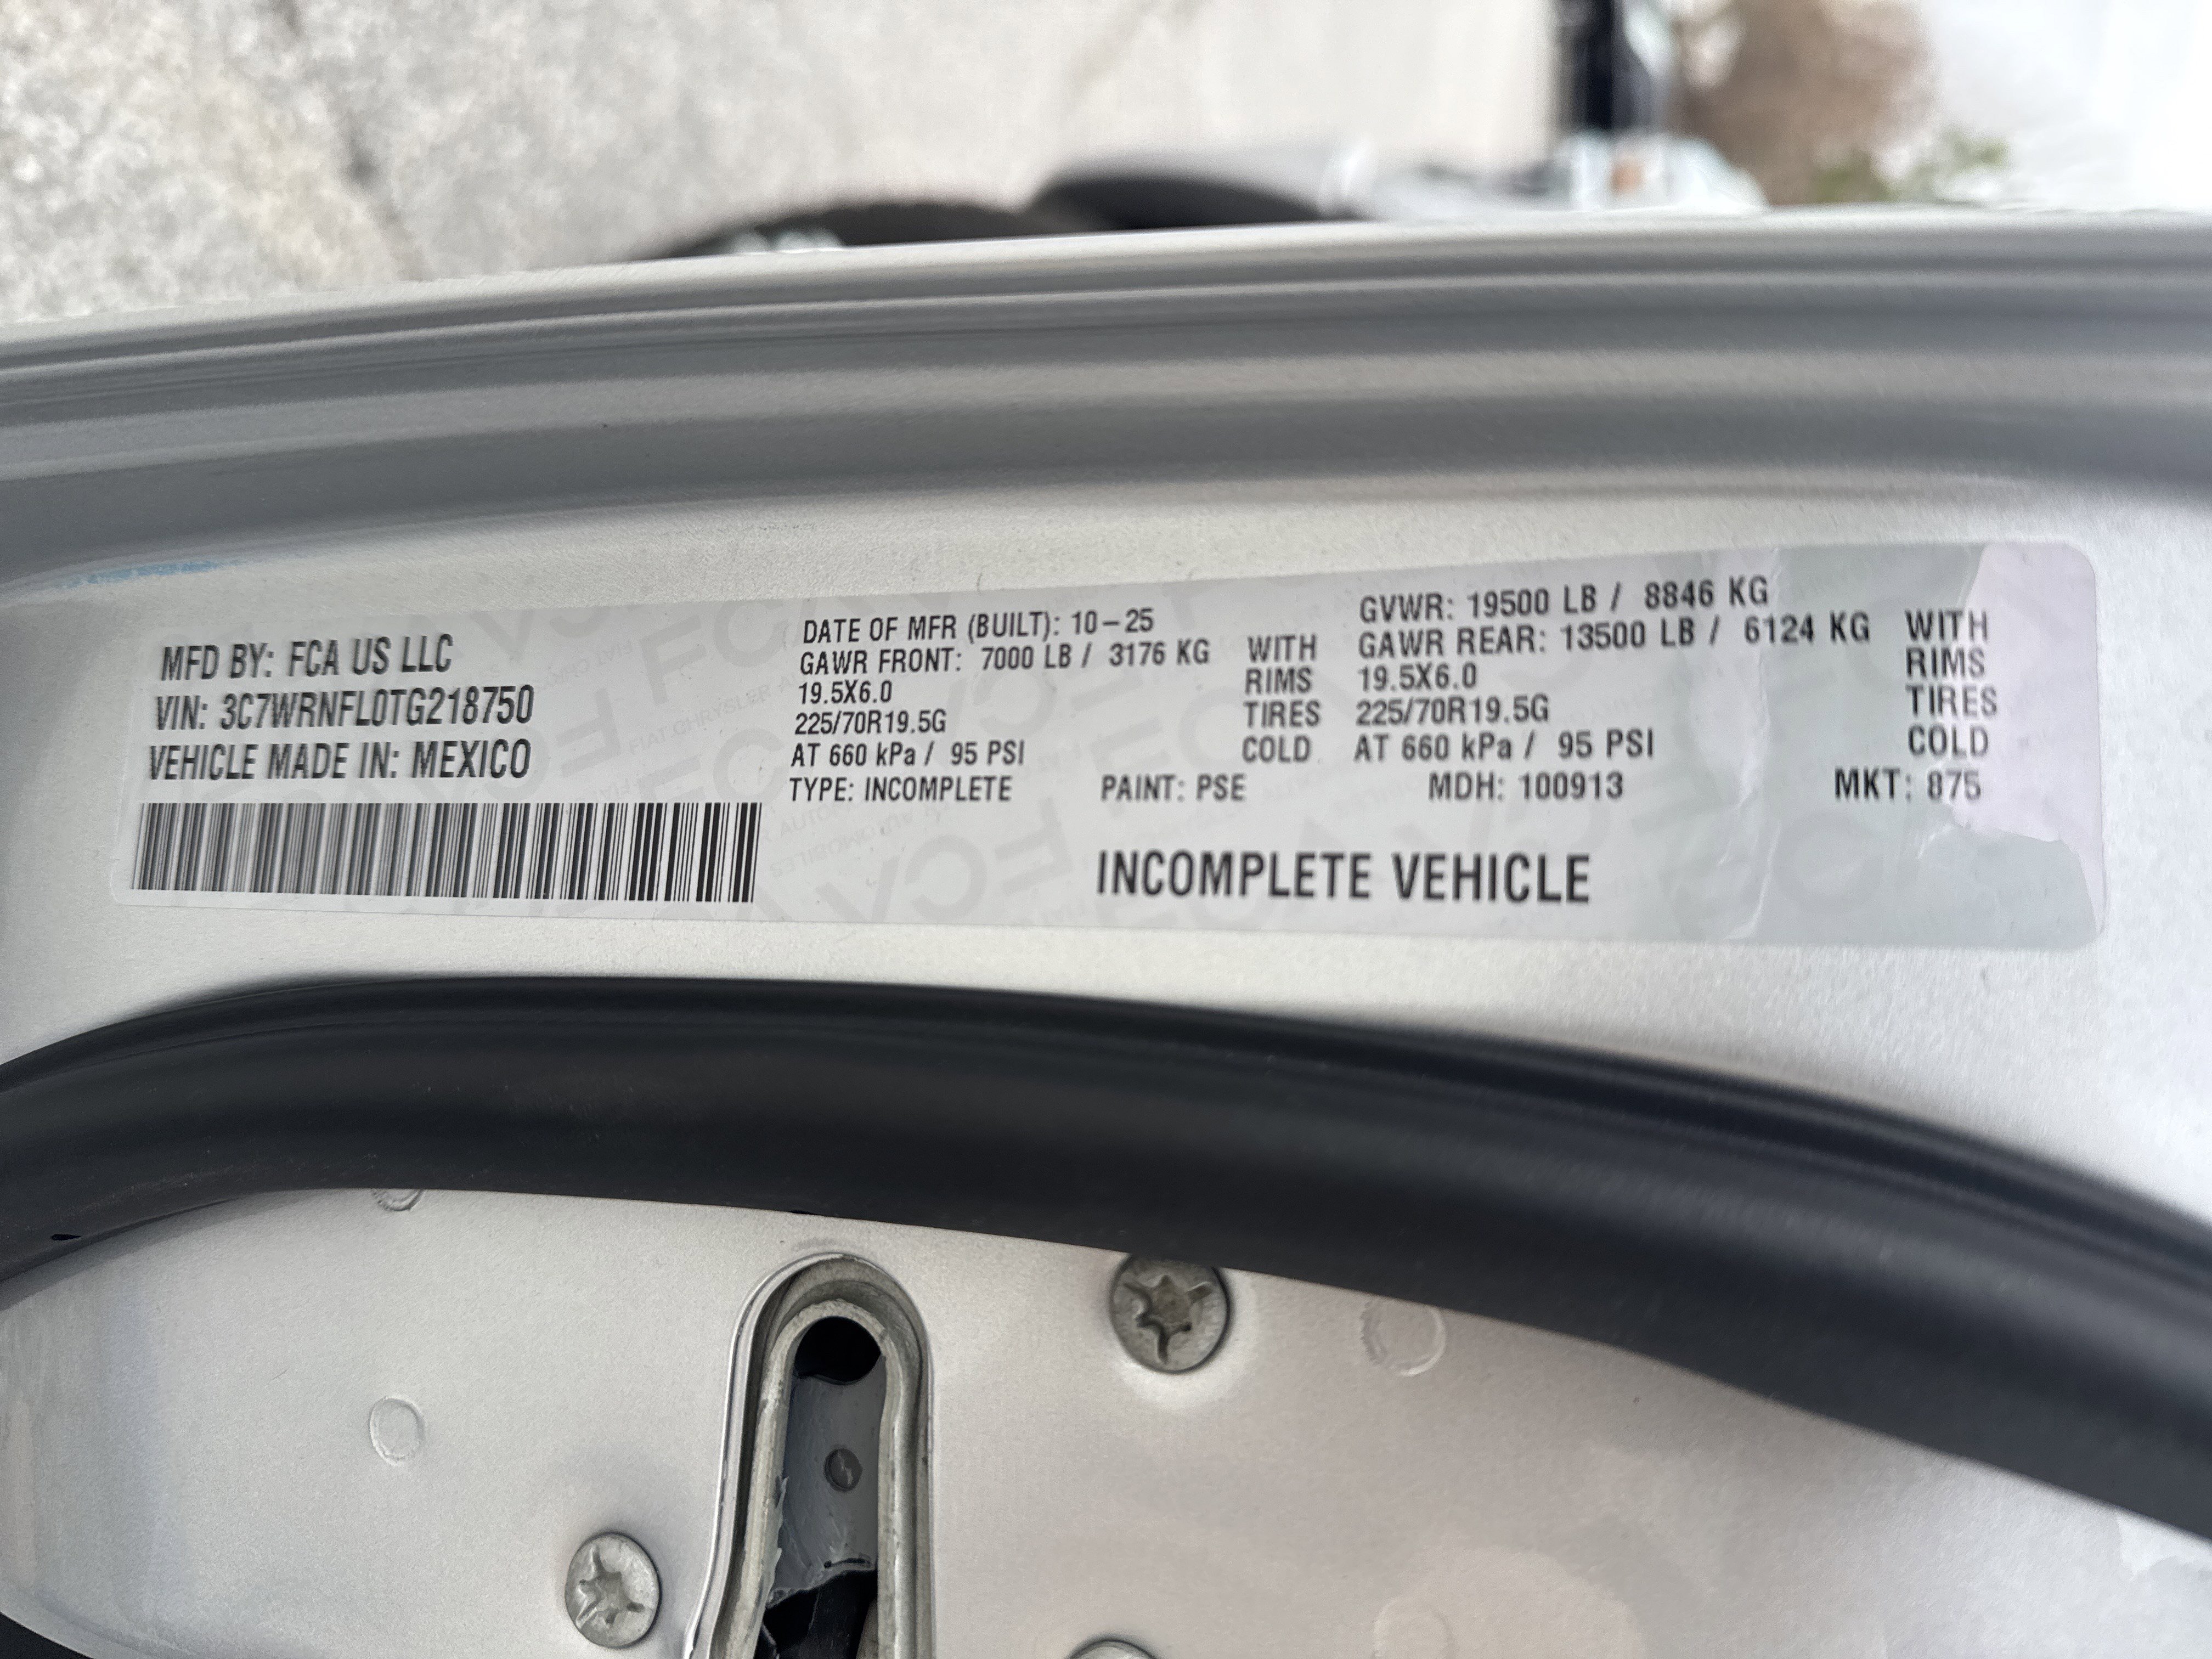 MFD BY: FCA US LLC
VIN: 3C7WRNFL0TG218750
VEHICLE MADE IN: MEXICO
DATE OF MFR (BUILT): 10-25 GVWR: 19500 LB / 8846 KG
GAWR FRONT: 7000 LB / 3176 KG WITH GAWR REAR: 13500 LB / 6124 KG WITH
19.5X6.0 RIMS 19.5X6.0 RIMS
225/70R19.5G TIRES 225/70R19.5G TIRES
AT 660 kPa / 95 PSI COLD AT 660 kPa / 95 PSI COLD
TYPE: INCOMPLETE PAINT: PSE MDH: 100913 MKT: 875
INCOMPLETE VEHICLE